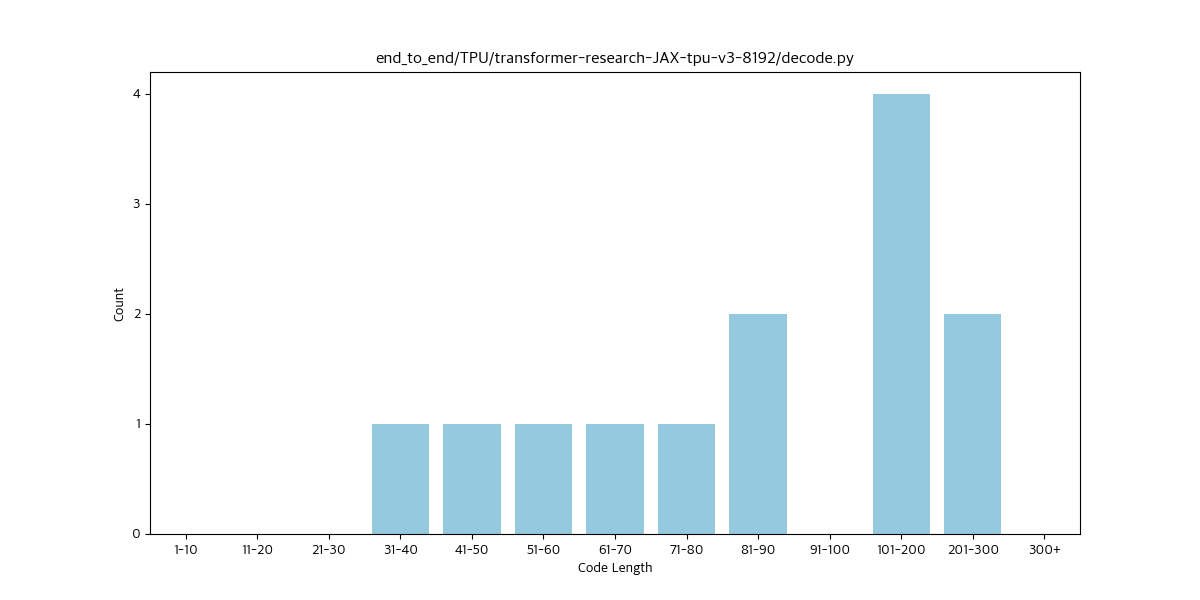 end_to_end/TPU/transformer-research-JAX-tpu-v3-8192/decode.py
4
3
2
1
0
Count
1-10 11-20 21-30 31-40 41-50 51-60 61-70 71-80 81-90 91-100 101-200 201-300 300+
Code Length